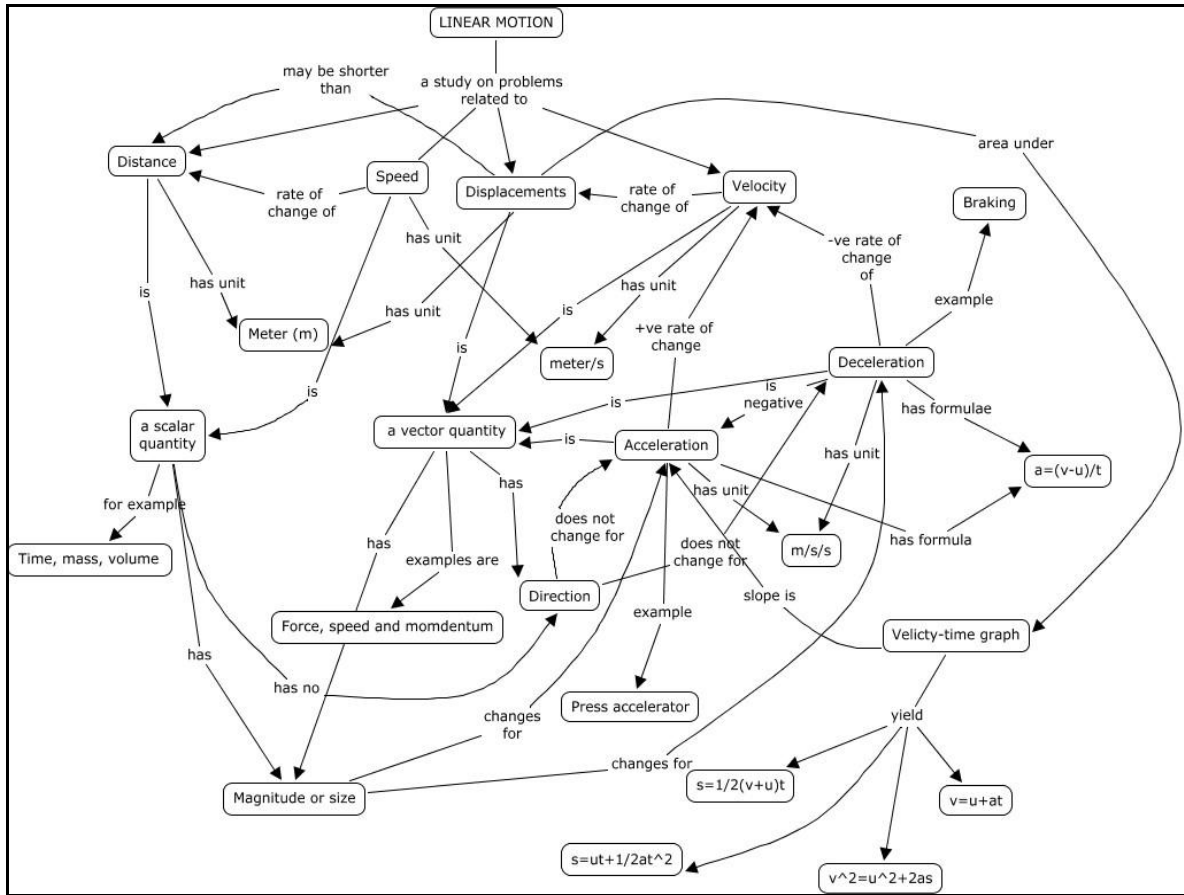 LINEAR MOTION
may be shorter
than
a study on problems
related to
area under
Distance
Speed
Displacements
Velocity
Braking
rate of
change of
rate of
change of
-ve rate of
change
of
has unit
is
has unit
has unit
has unit
is
example
Meter (m)
+ve rate of
change
is
meter/s
Deceleration
is
is
is
negative
has formulae
a scalar
quantity
a vector quantity
is
Acceleration
has unit
a=(v-u)/t
has
has unit
for example
does not
change for
does not
change for
has formula
Time, mass, volume
has
examples are
m/s/s
Direction
slope is
example
Force, speed and momdentum
Velicty-time graph
has
has no
Press accelerator
changes
for
yield
changes for
Magnitude or size
s=1/2(v+u)t
v=u+at
s=ut+1/2at^2
v^2=u^2+2as